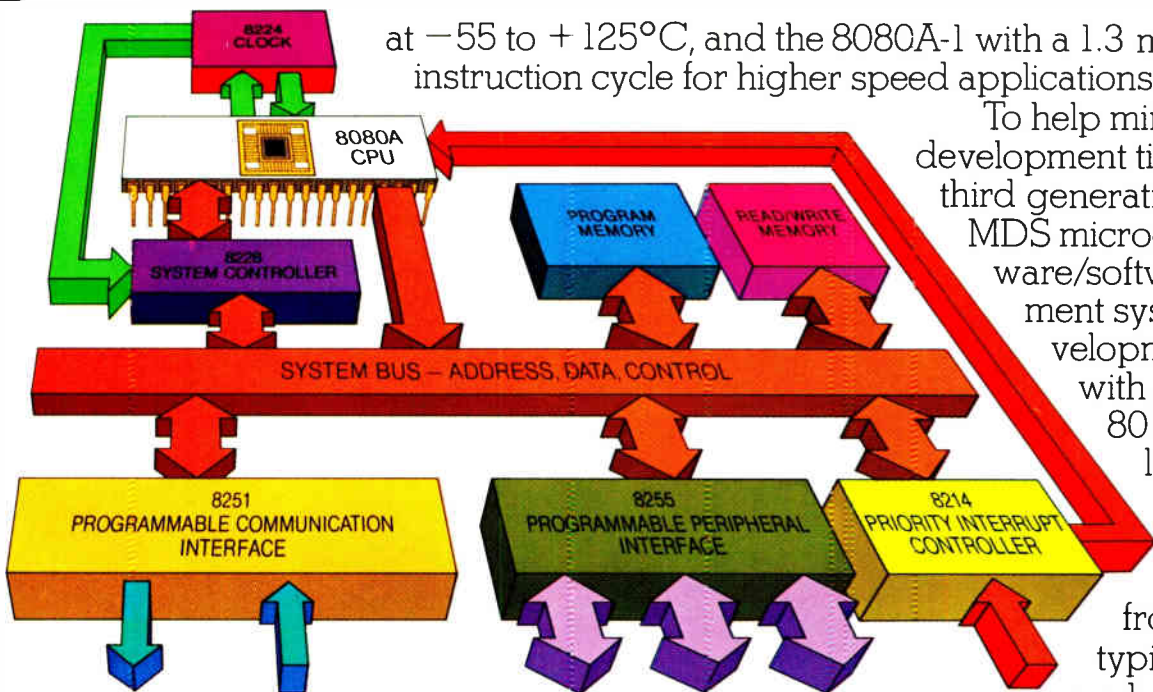 8224
CLOCK
8080A
CPU
8228
SYSTEM CONTROLLER
PROGRAM
MEMORY
READ/WRITE
MEMORY
SYSTEM BUS – ADDRESS, DATA, CONTROL
8251
PROGRAMMABLE COMMUNICATION
INTERFACE
8255
PROGRAMMABLE PERIPHERAL
INTERFACE
8214
PRIORITY INTERRUPT
CONTROLLER
at –55 to + 125°C, and the 8080A-1 with a 1.3 m
instruction cycle for higher speed applications
To help min
development ti
third generati
MDS micro
ware/softw
ment sys
velopn
with
80
l
fro
typi